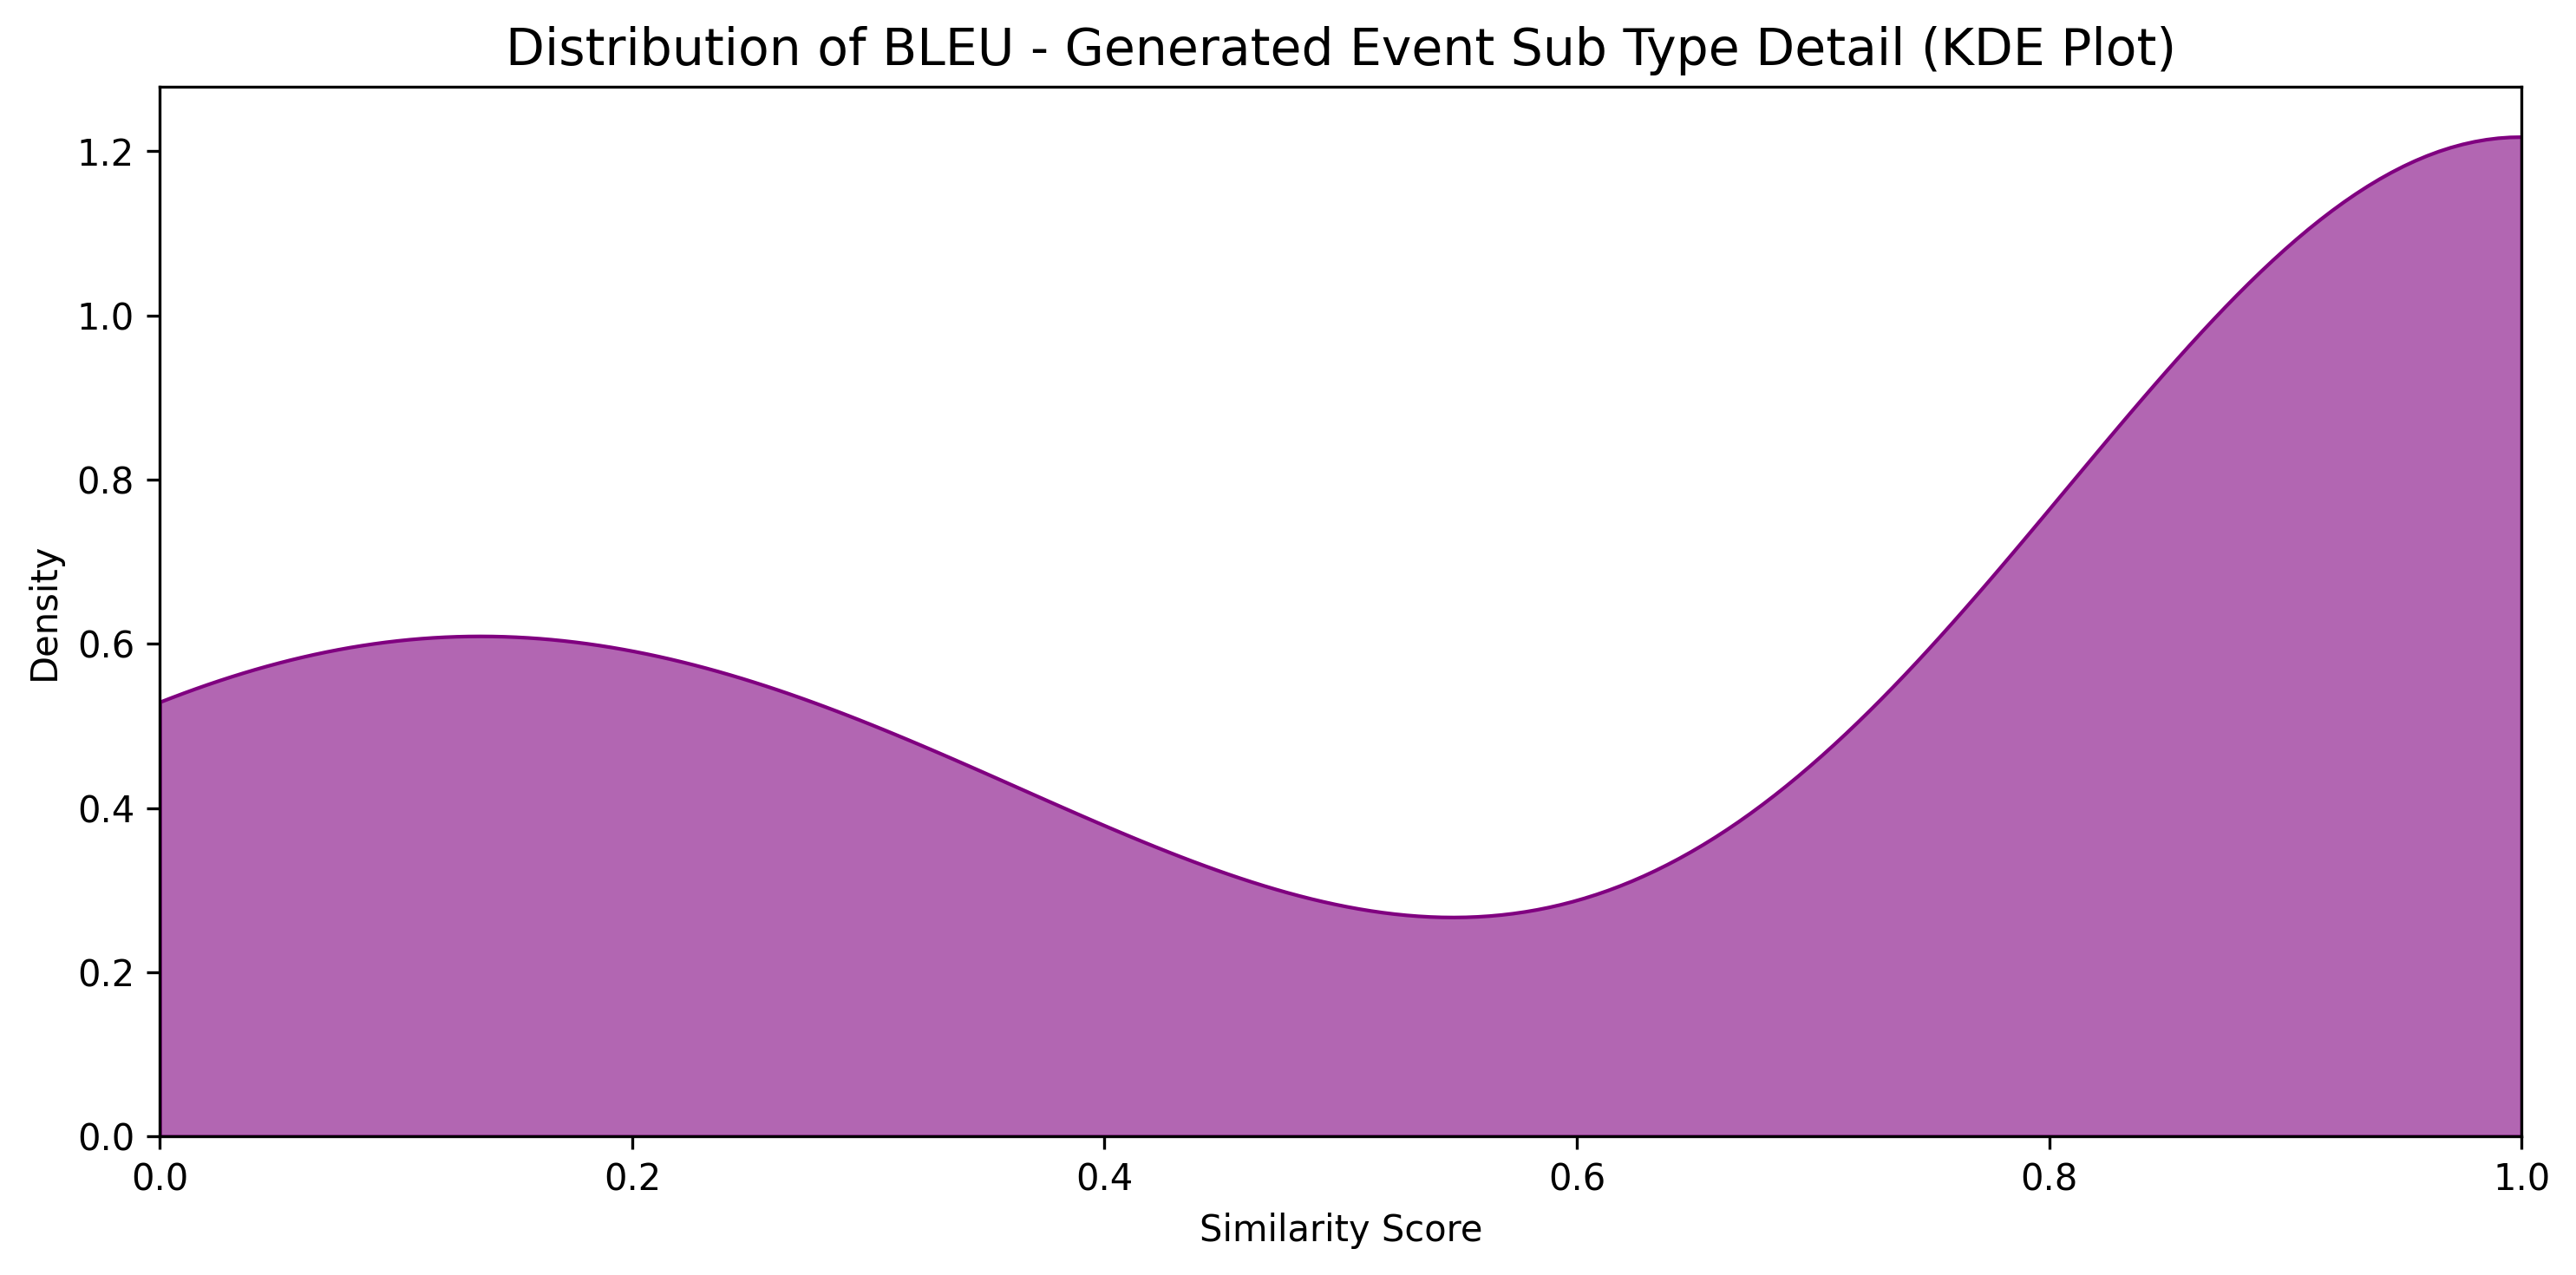 Distribution of BLEU - Generated Event Sub Type Detail (KDE Plot)
1.2
1.0
0.8
0.6
0.4
0.2
0.0
Density
0.0 0.2 0.4 0.6 0.8 1.0
Similarity Score